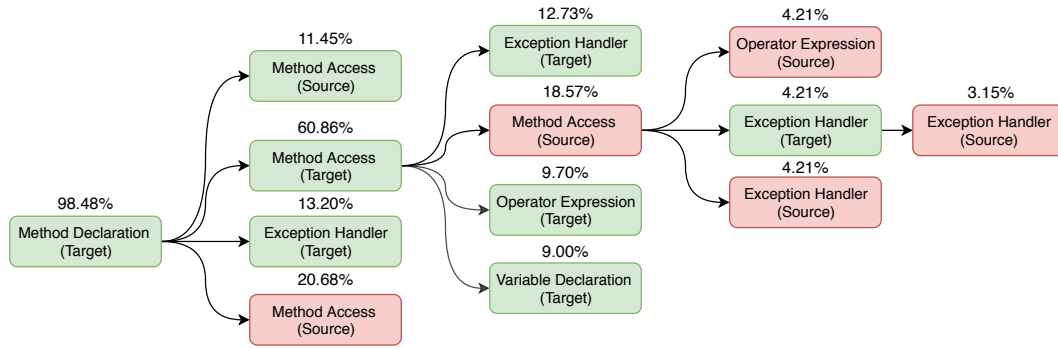 98.48%
Method Declaration
(Target)
11.45%
Method Access
(Source)
60.86%
Method Access
(Target)
13.20%
Exception Handler
(Target)
20.68%
Method Access
(Source)
12.73%
Exception Handler
(Target)
18.57%
Method Access
(Source)
9.70%
Operator Expression
(Target)
9.00%
Variable Declaration
(Target)
4.21%
Operator Expression
(Source)
4.21%
Exception Handler
(Target)
4.21%
Exception Handler
(Source)
3.15%
Exception Handler
(Source)